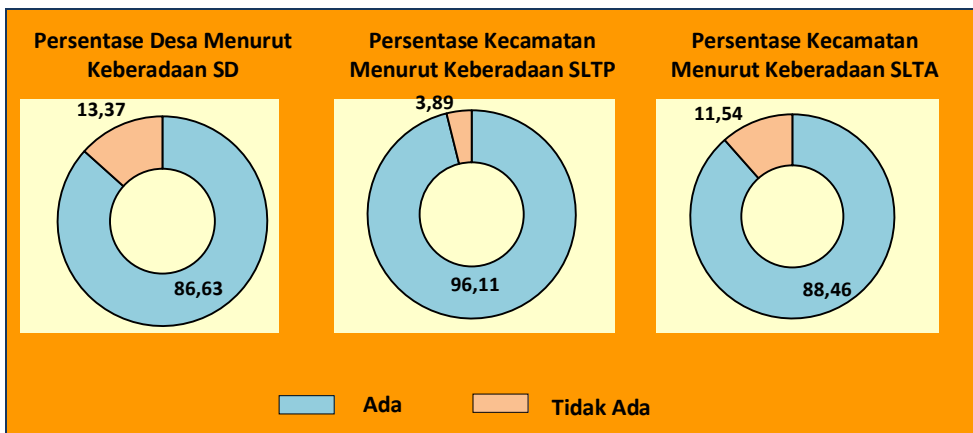 Persentase Desa Menurut
Keberadaan SD
Persentase Kecamatan
Menurut Keberadaan SLTP
Persentase Kecamatan
Menurut Keberadaan SLTA
13,37
86,63
3,89
96,11
11,54
88,46
Ada
Tidak Ada